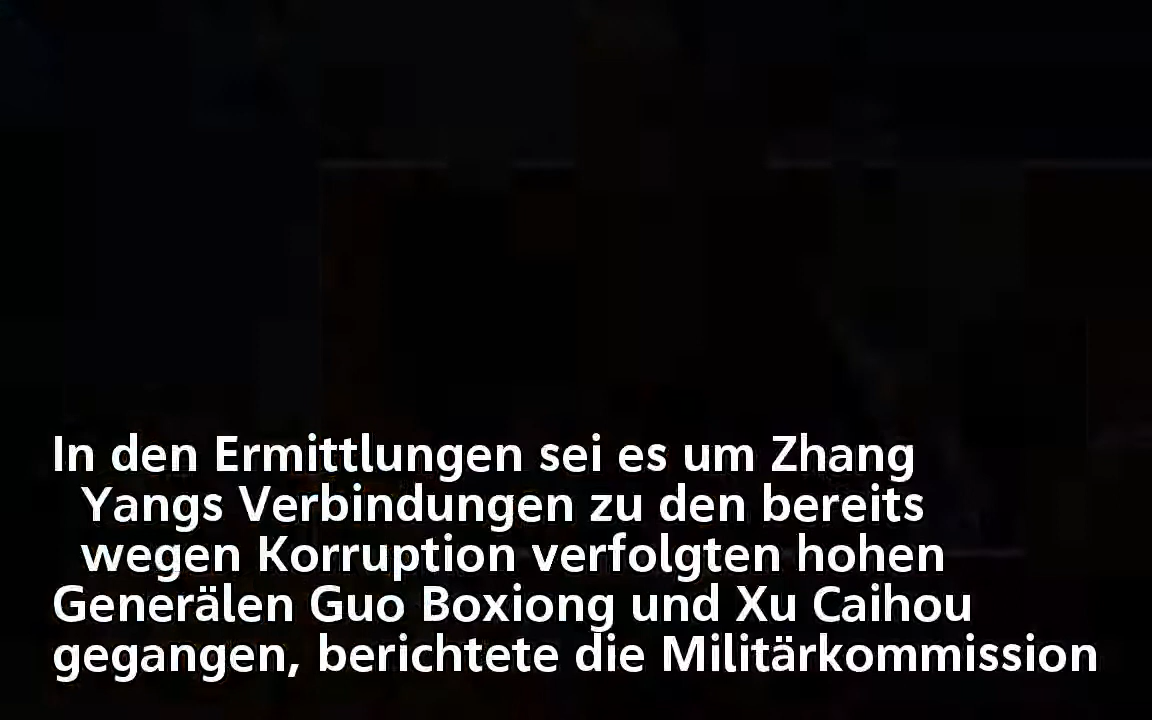 In den Ermittlungen sei es um Zhang
Yangs Verbindungen zu den bereits
wegen Korruption verfolgten hohen
Generälen Guo Boxiong und Xu Caihou
gegangen, berichtete die Militärkommission